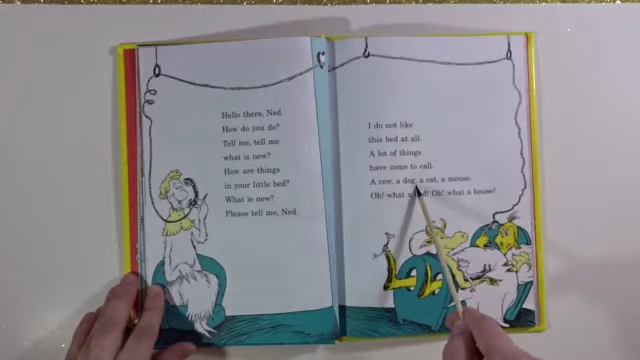 Hello there, Ned.
How do you do?
Tell me, tell me
what is new?
How are things
in your little bed?
What is new?
Please tell me, Ned.
I do not like
this bed at all.
A lot of things
have come to call.
A cow, a dog, a cat, a mouse.
Oh! what a bed! Oh! what a house!